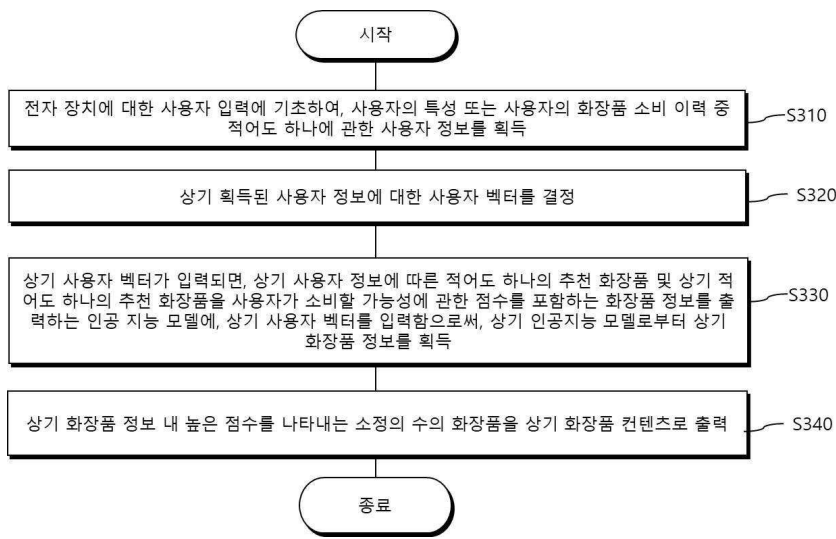 시작
전자 장치에 대한 사용자 입력에 기초하여, 사용자의 특성 또는 사용자의 화장품 소비 이력 중
적어도 하나에 관한 사용자 정보를 획득
S310
상기 획득된 사용자 정보에 대한 사용자 벡터를 결정
S320
상기 사용자 벡터가 입력되면, 상기 사용자 정보에 따른 적어도 하나의 추천 화장품 및 상기 적
어도 하나의 추천 화장품을 사용자가 소비할 가능성에 관한 점수를 포함하는 화장품 정보를 출
력하는 인공 지능 모델에, 상기 사용자 벡터를 입력함으로써, 상기 인공지능 모델로부터 상기
화장품 정보를 획득
S330
상기 화장품 정보 내 높은 점수를 나타내는 소정의 수의 화장품을 상기 화장품 컨텐츠로 출력
S340
종료